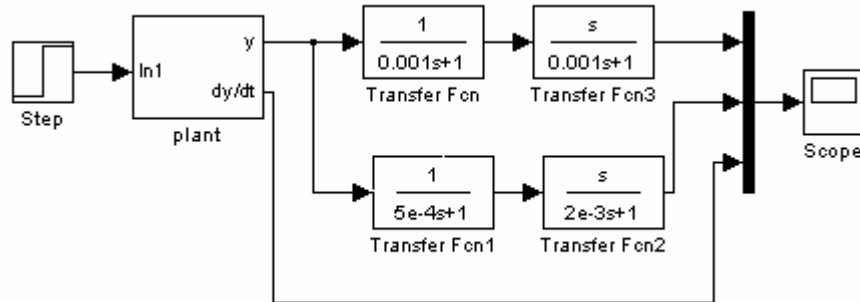 Step
In1
y
dy/dt
plant
1
0.001s+1
Transfer Fcn
s
0.001s+1
Transfer Fcn3
1
5e-4s+1
Transfer Fcn1
s
2e-3s+1
Transfer Fcn2
Scope